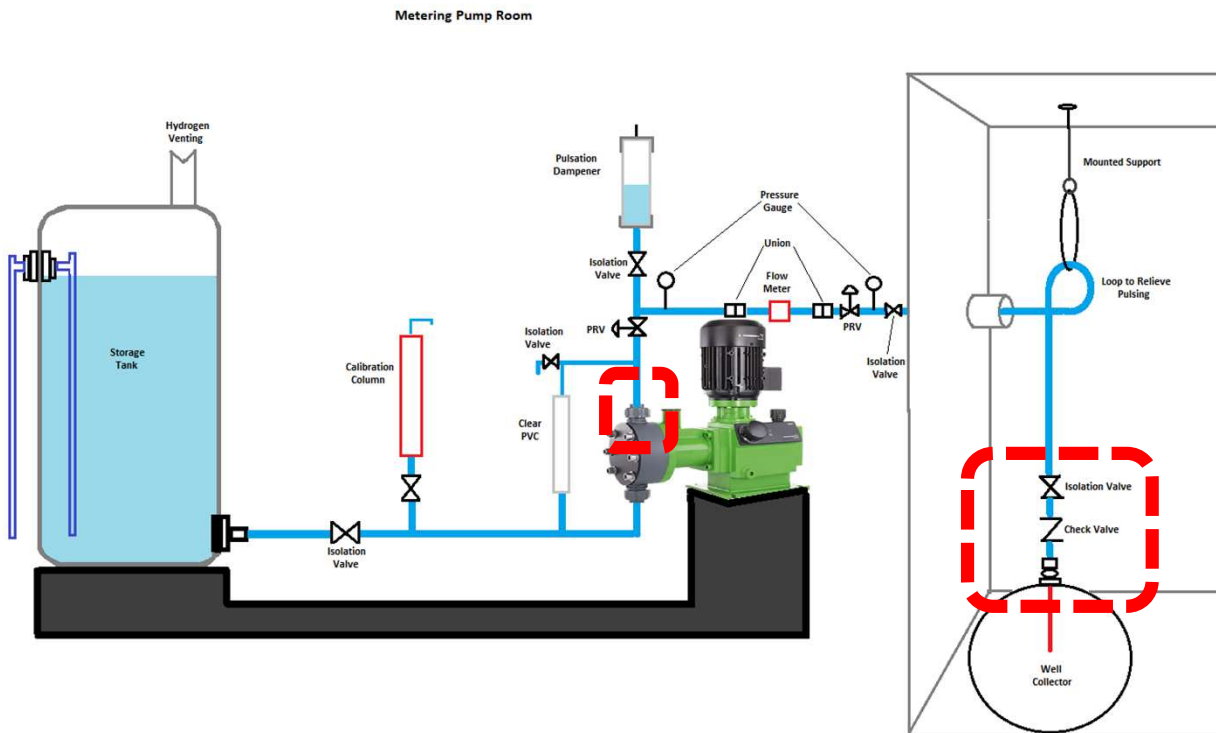 Metering Pump Room
Hydrogen
Venting
Pulsation
Dampener
Mounted Support
Pressure
Gauge
Union
Isolation
Valve
Flow
Meter
Loop to Relieve
Pulsing
PRV
PRV
Isolation
Valve
Storage
Tank
Calibration
Column
Isolation
Valve
Clear
PVC
Isolation Valve
Check Valve
Isolation
Valve
Well
Collector